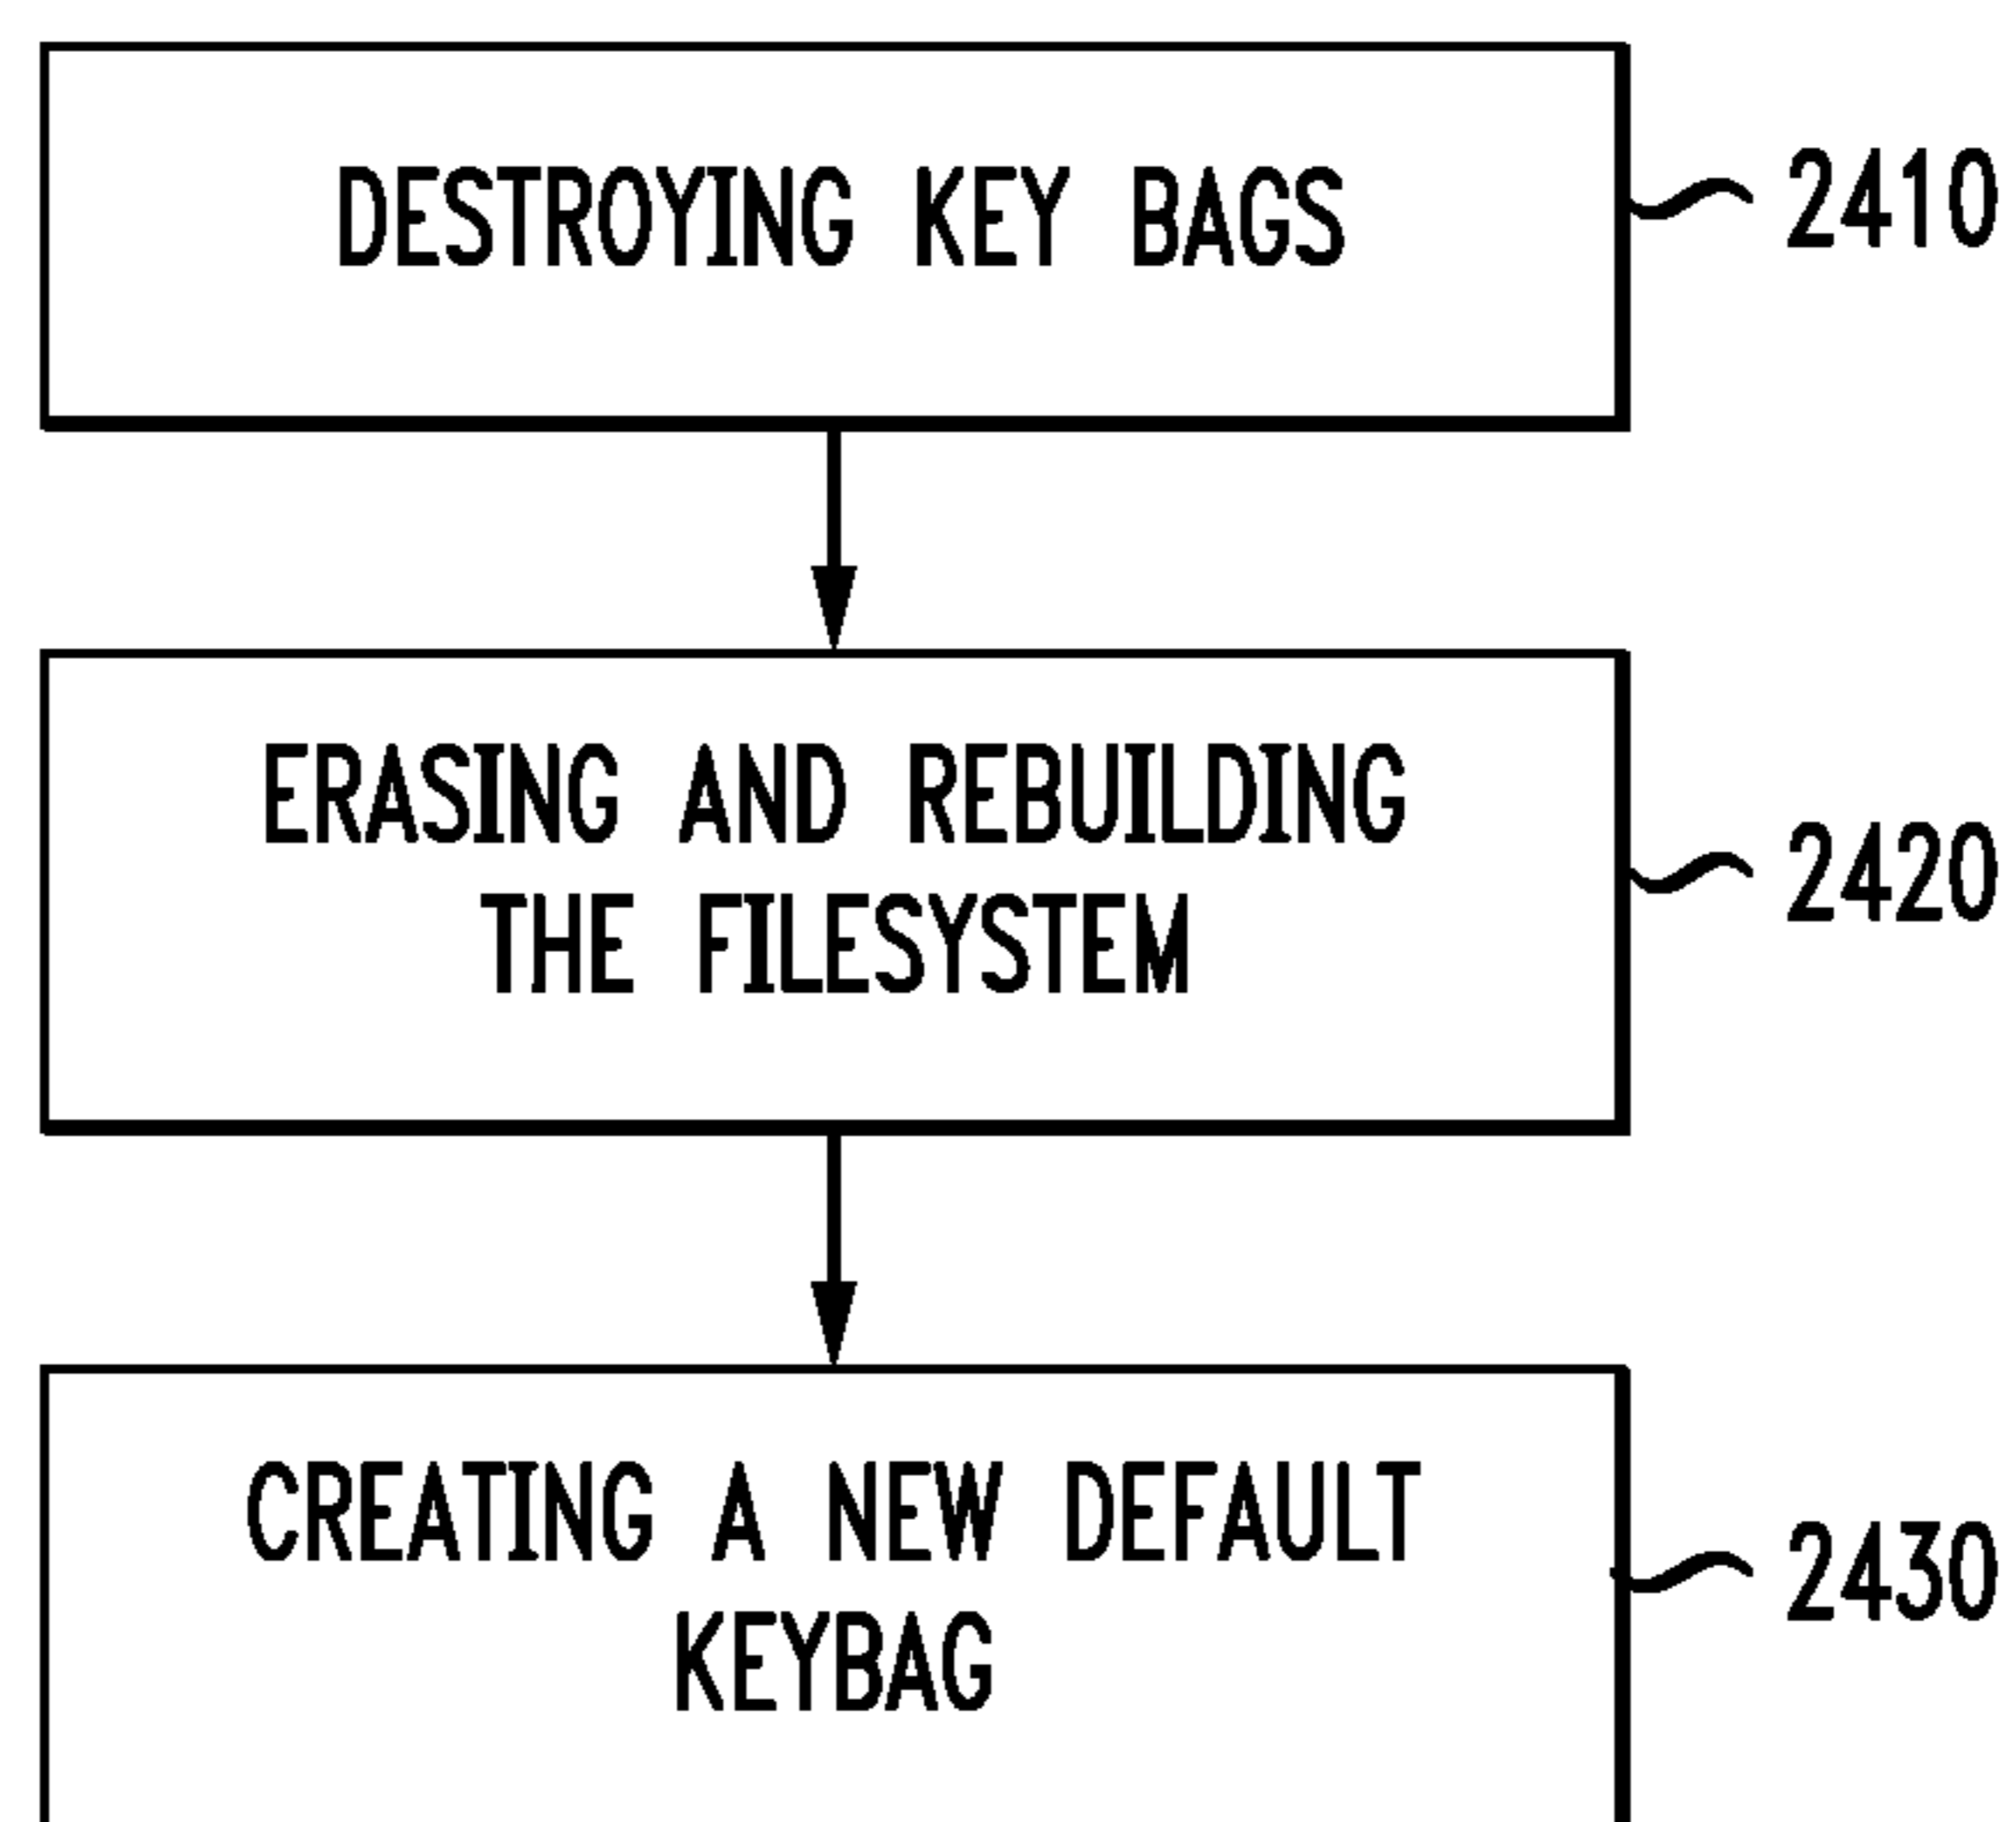 DESTROYING KEY BAGS
2410
ERASING AND REBUILDING
THE FILESYSTEM
2420
CREATING A NEW DEFAULT
KEYBAG
2430